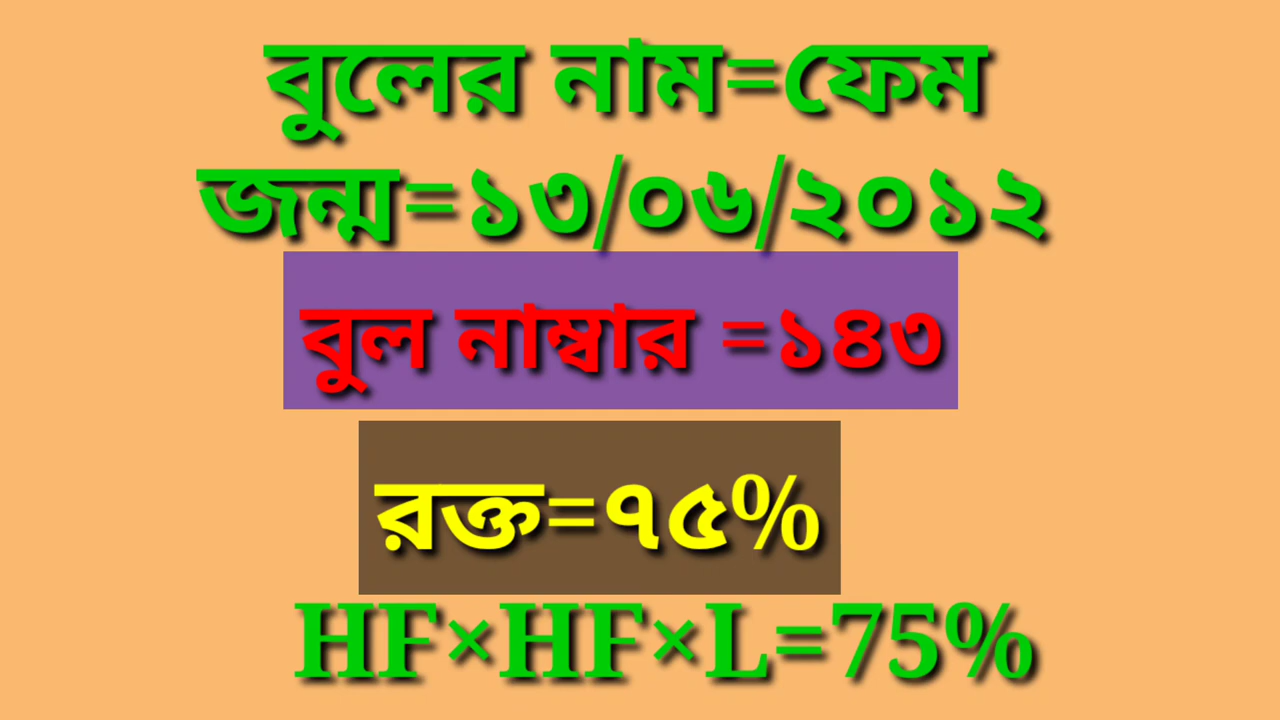 বুলের নাম=ফেম
জন্ম=১৩/০৬/২০১২
বুল নাম্বার =১৪৩
রক্ত=৭৫%
HF×HF×L=75%